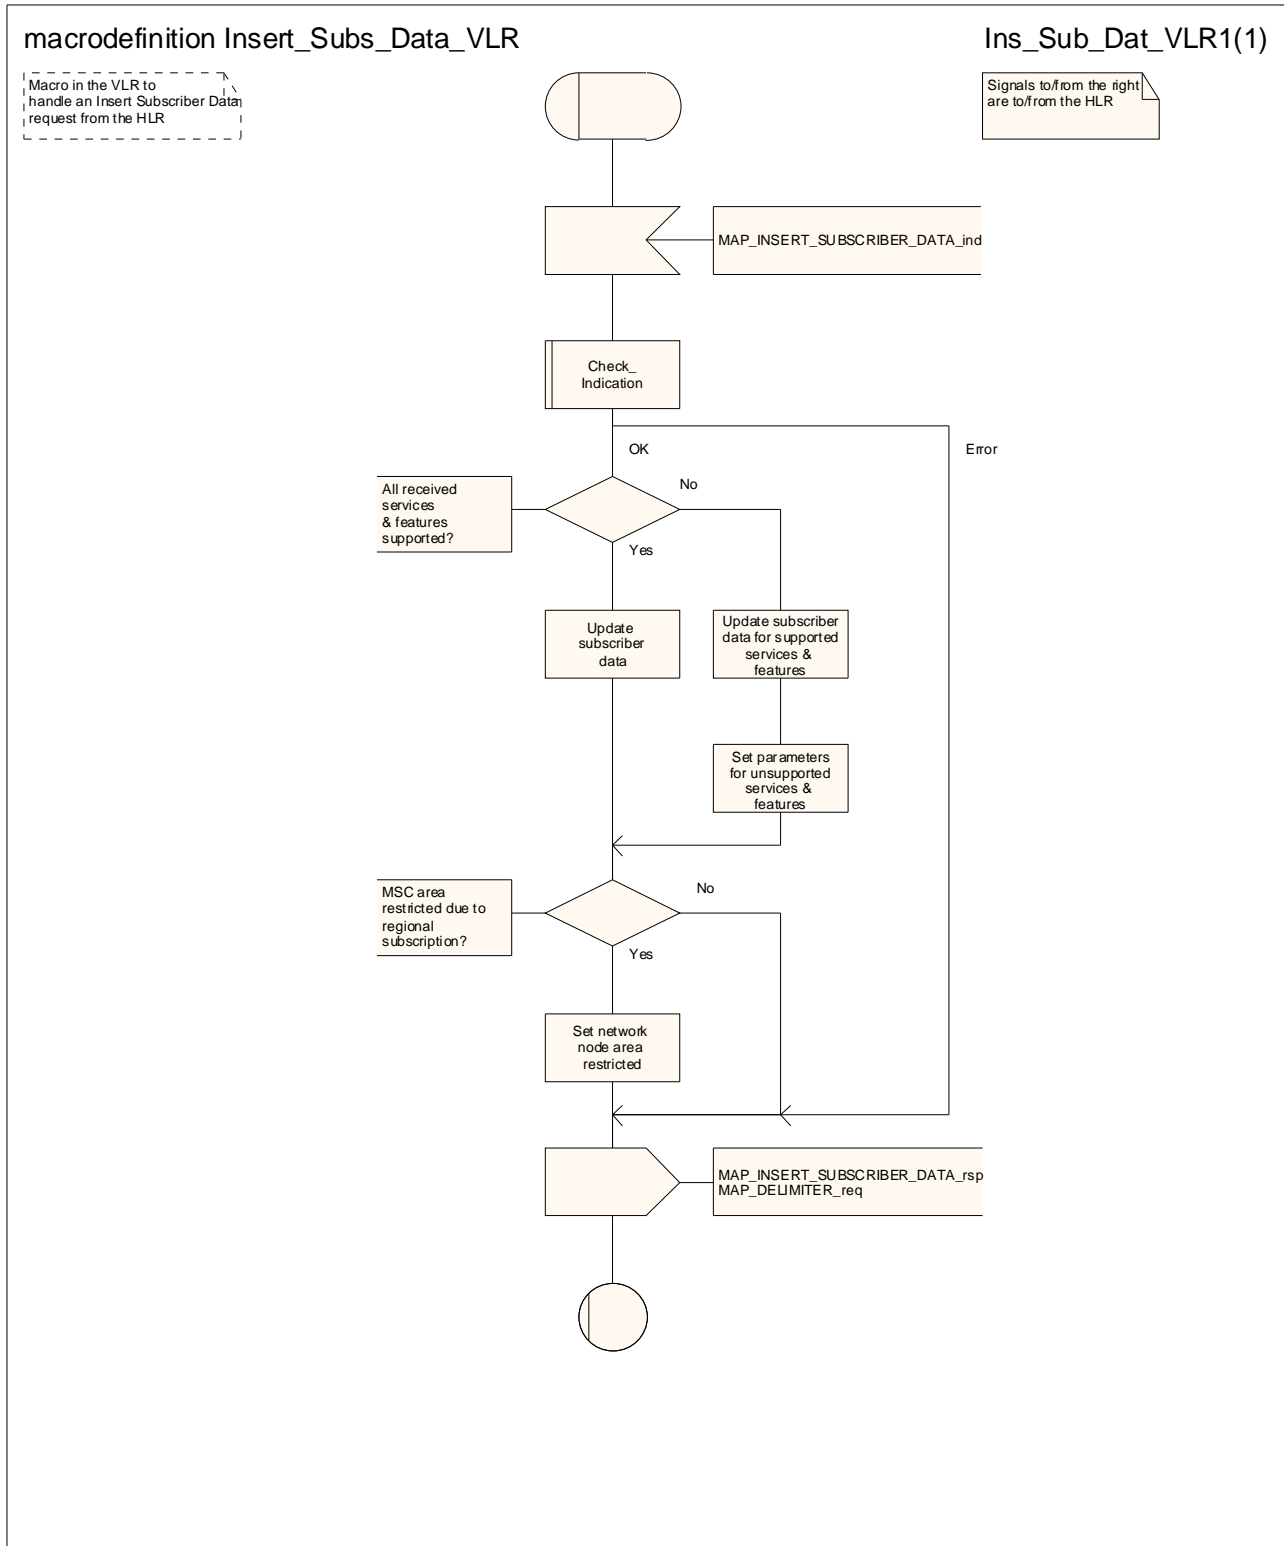 macrodefinition Insert_Subs_Data_VLR
Ins_Sub_Dat_VLR1(1)
Macro in the VLR to
handle an Insert Subscriber Data
request from the HLR
Signals to/from the right
are to/from the HLR
MAP_INSERT_SUBSCRIBER_DATA_ind
Check_
Indication
OK
Error
All received
services
& features
supported?
No
Yes
Update
subscriber
data
Update subscriber
data for supported
services &
features
Set parameters
for unsupported
services &
features
MSC area
restricted due to
regional
subscription?
No
Yes
Set network
node area
restricted
MAP_INSERT_SUBSCRIBER_DATA_rsp
MAP_DELIMITER_req